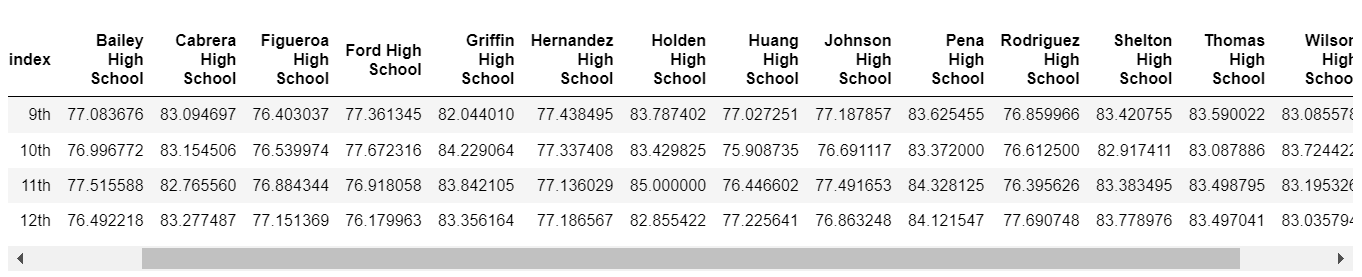 index Bailey High School Cabrera High School Figueroa High School Ford High School Griffin High School Hernandez High School Holden High School Huang High School Johnson High School Pena High School Rodriguez High School Shelton High School Thomas High School Wilson High School
9th 77.083676 83.094697 76.403037 77.361345 82.044010 77.438495 83.787402 77.027251 77.187857 83.625455 76.859966 83.420755 83.590022 83.085578
10th 76.996772 83.154506 76.539974 77.672316 84.229064 77.337408 83.429825 75.908735 76.691117 83.372000 76.612500 82.917411 83.087886 83.724422
11th 77.515588 82.765560 76.884344 76.918058 83.842105 77.136029 85.000000 76.446602 77.491653 84.328125 76.395626 83.383495 83.498795 83.195326
12th 76.492218 83.277487 77.151369 76.179963 83.356164 77.186567 82.855422 77.225641 76.863248 84.121547 77.690748 83.778976 83.497041 83.035794